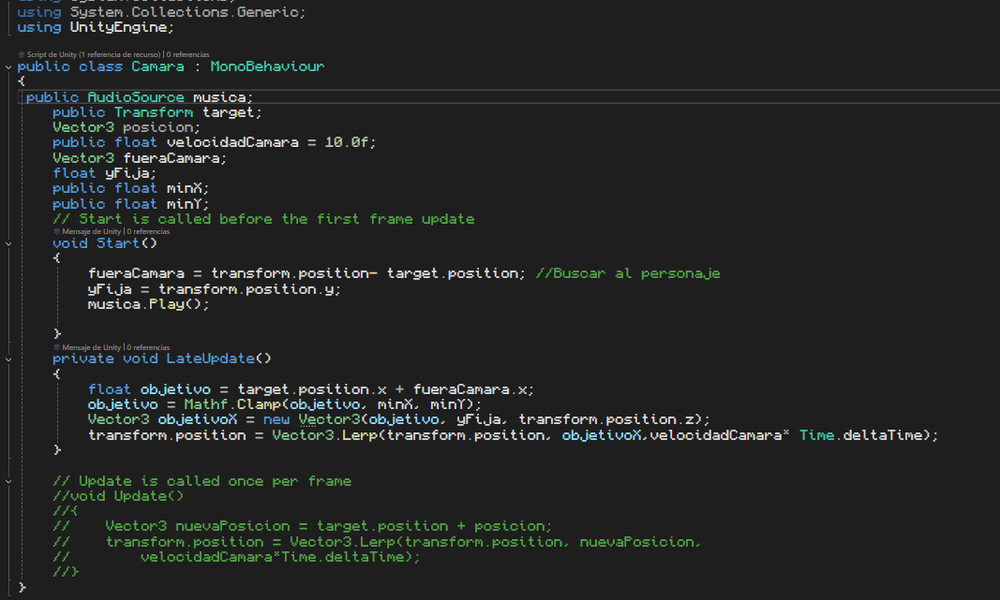 using System.Collections;
using System.Collections.Generic;
using UnityEngine;
Script de Unity (1 referencia de recurso) | 0 referencias
public class Camara : MonoBehaviour
{
public AudioSource musica;
public Transform target;
Vector3 posicion;
public float velocidadCamara = 10.0f;
Vector3 fueraCamara;
float yFija;
public float minX;
public float minY;
// Start is called before the first frame update
Mensaje de Unity | 0 referencias
void Start()
{
fueraCamara = transform.position- target.position; //Buscar al personaje
yFija = transform.position.y;
musica.Play();
}
Mensaje de Unity | 0 referencias
private void LateUpdate()
{
float objetivo = target.position.x + fueraCamara.x;
objetivo = Mathf.Clamp(objetivo, minX, minY);
Vector3 objetivoX = new Vector3(objetivo, yFija, transform.position.z);
transform.position = Vector3.Lerp(transform.position, objetivoX,velocidadCamara* Time.deltaTime);
}
// Update is called once per frame
//void Update()
//{
//    Vector3 nuevaPosicion = target.position + posicion;
//    transform.position = Vector3.Lerp(transform.position, nuevaPosicion,
//        velocidadCamara*Time.deltaTime);
//}
}